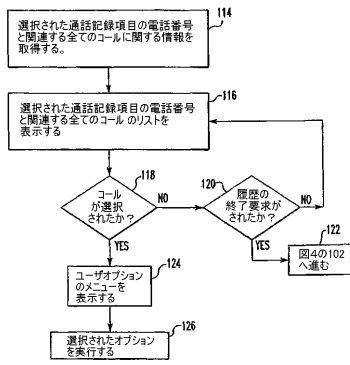 選択された通話記録項目の電話番号
と関連する全てのコールに関する情報を
取得する。
114
選択された通話記録項目の電話番号
と関連する全てのコールのリストを
表示する
116
コール
が選択
されたか？
118
NO
履歴の
終了要求が
されたか？
120
NO
YES
YES
122
図4の102
へ進む
ユーザオプション
のメニューを
表示する
124
選択されたオプション
を実行する
126